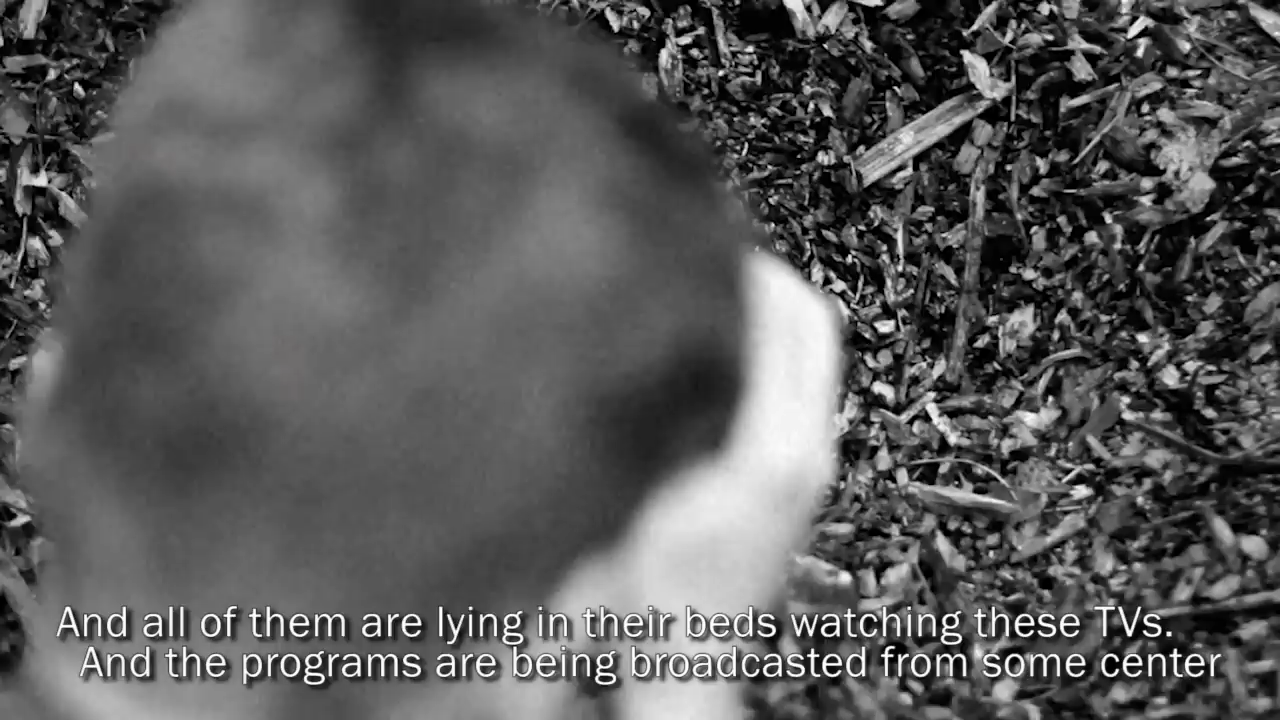 And all of them are lying in their beds watching these TVs.
And the programs are being broadcasted from some center